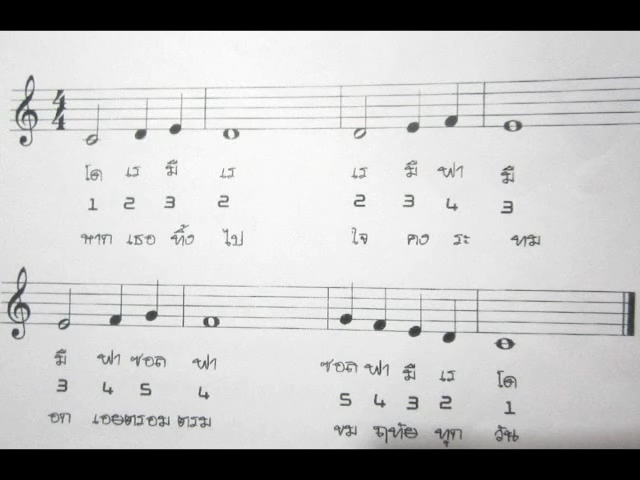 4/4
โด เร มี เร เร มี ฟา มี
1 2 3 2 2 3 4 3
หาก เธอ ทิ้ง ไป ใจ คง ระ ทม
มี ฟา ซอล ฟา ซอล ฟา มี เร โด
3 4 5 4 5 4 3 2 1
อก เอย ตรอม ตรม ขม ฤทัย ทุก วัน